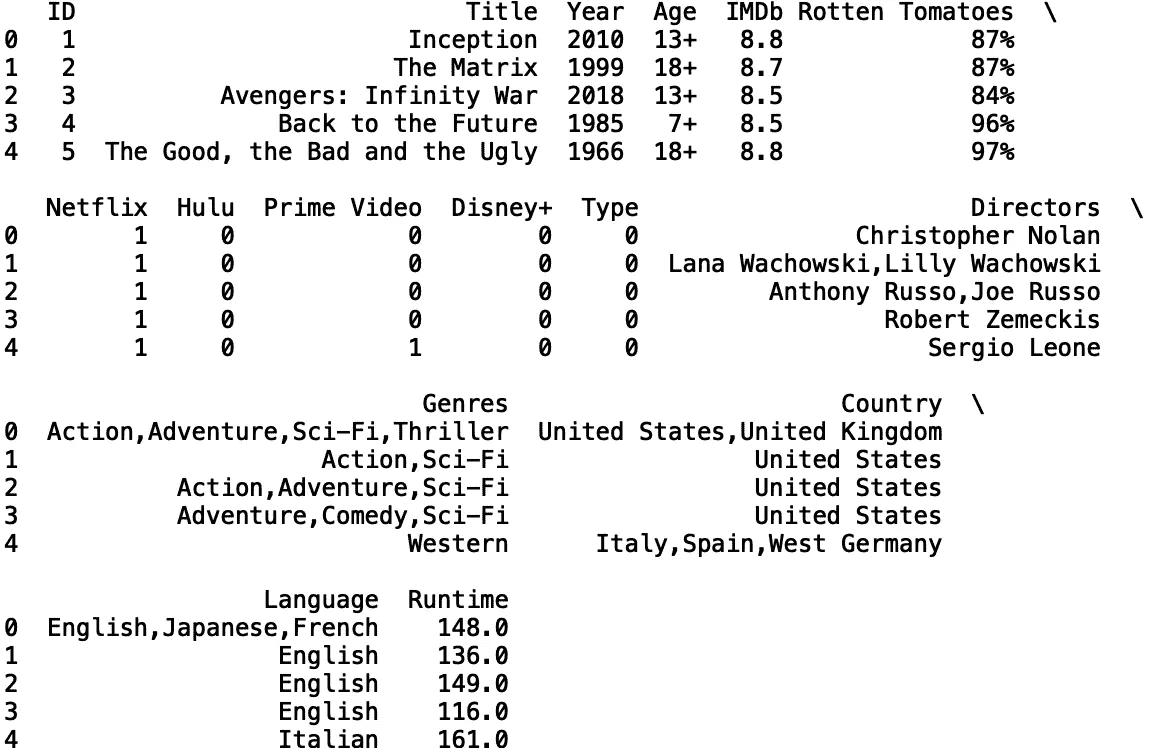 ID                           Title  Year  Age  IMDb Rotten Tomatoes  \
0   1                       Inception  2010  13+   8.8             87%
1   2                      The Matrix  1999  18+   8.7             87%
2   3          Avengers: Infinity War  2018  13+   8.5             84%
3   4              Back to the Future  1985   7+   8.5             96%
4   5  The Good, the Bad and the Ugly  1966  18+   8.8             97%

   Netflix  Hulu  Prime Video  Disney+  Type                       Directors  \
0        1     0            0        0     0               Christopher Nolan
1        1     0            0        0     0  Lana Wachowski,Lilly Wachowski
2        1     0            0        0     0         Anthony Russo,Joe Russo
3        1     0            0        0     0                 Robert Zemeckis
4        1     0            1        0     0                    Sergio Leone

                             Genres                       Country  \
0  Action,Adventure,Sci-Fi,Thriller  United States,United Kingdom
1                     Action,Sci-Fi                 United States
2           Action,Adventure,Sci-Fi                 United States
3           Adventure,Comedy,Sci-Fi                 United States
4                           Western      Italy,Spain,West Germany

                  Language  Runtime
0  English,Japanese,French    148.0
1                  English    136.0
2                  English    149.0
3                  English    116.0
4                  Italian    161.0